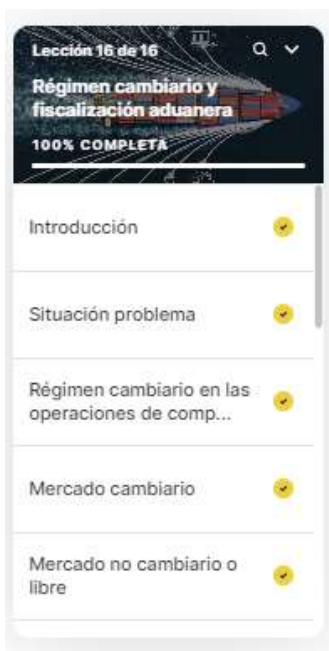 Lección 16 de 16
Régimen cambiario y
fiscalización aduanera
100% COMPLETA
Introducción
Situación problema
Régimen cambiario en las
operaciones de comp...
Mercado cambiario
Mercado no cambiario o
libre